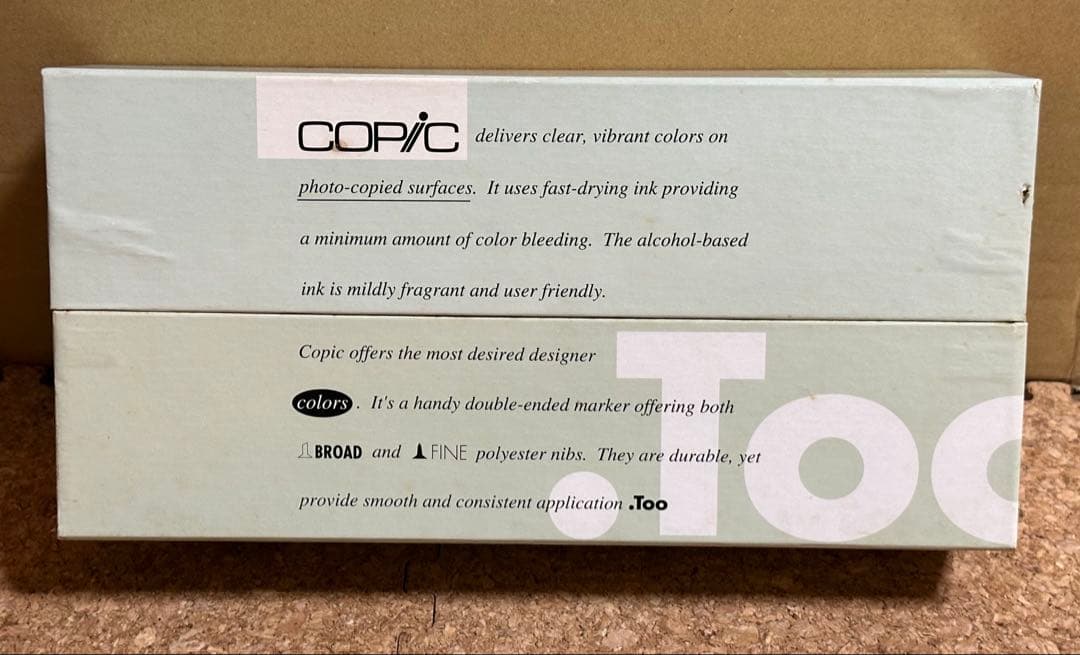 COPiC delivers clear, vibrant colors on
photo-copied surfaces. It uses fast-drying ink providing
a minimum amount of color bleeding. The alcohol-based
ink is mildly fragrant and user friendly.
Copic offers the most desired designer
colors. It's a handy double-ended marker offering both
BROAD and FINE polyester nibs. They are durable, yet
provide smooth and consistent application .Too
.Too